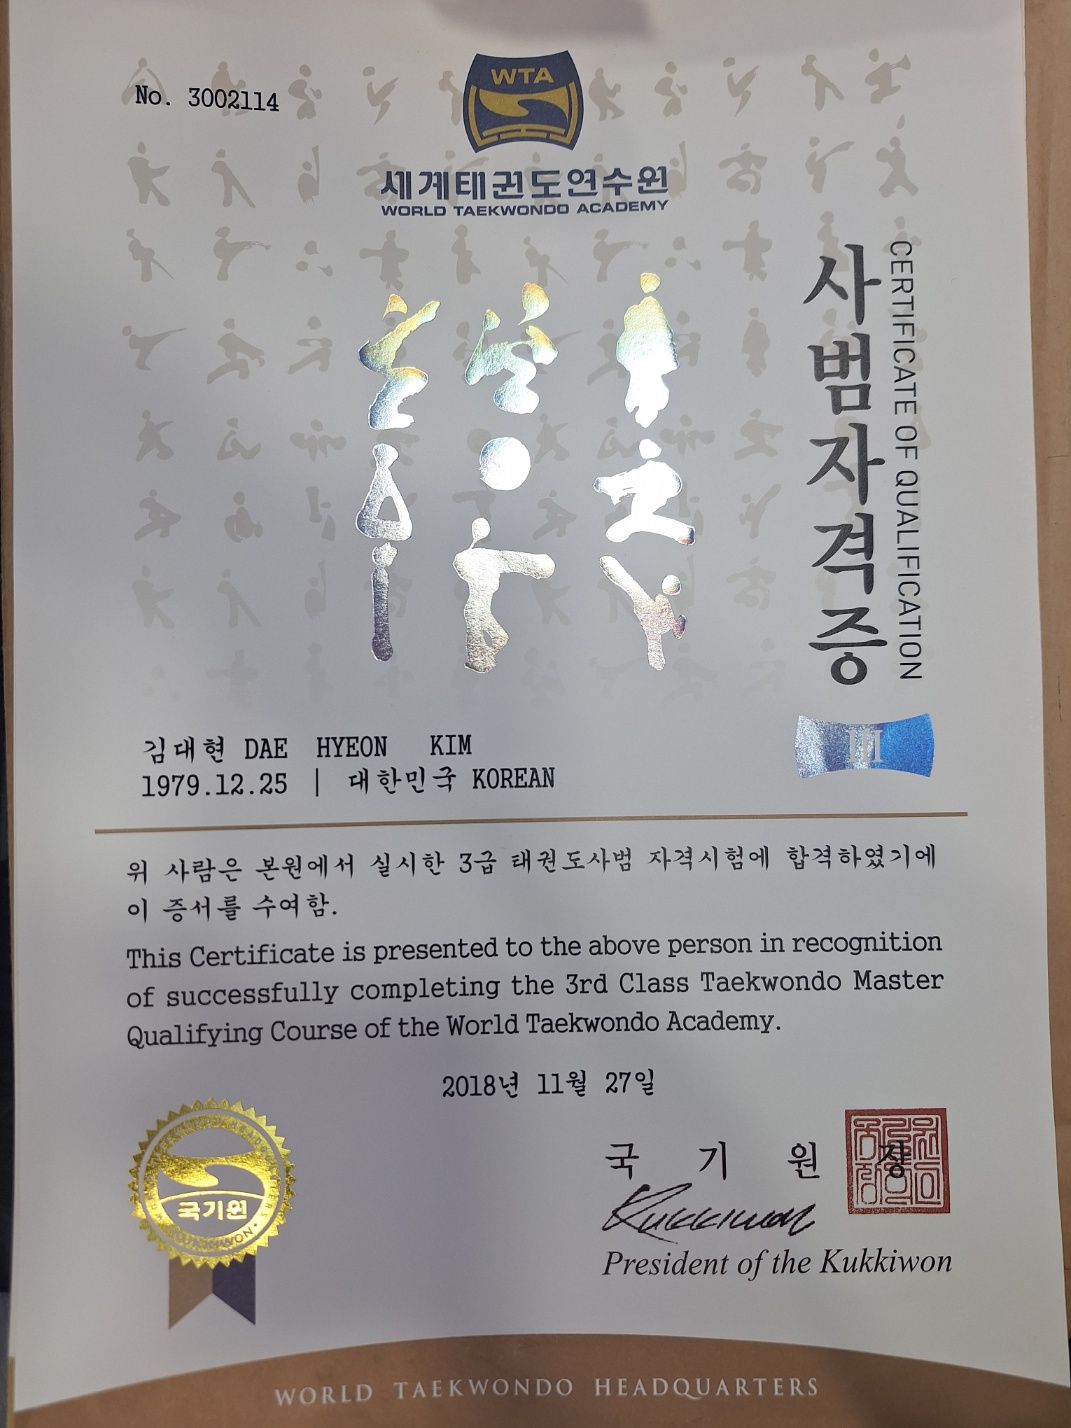 No. 3002114
WTA
세계태권도연수원
WORLD TAEKWONDO ACADEMY
사범자격증
CERTIFICATE OF QUALIFICATION
III
김대현 DAE HYEON KIM
1979.12.25 | 대한민국 KOREAN
위 사람은 본원에서 실시한 3급 태권도사범 자격시험에 합격하였기에
이 증서를 수여함.
This Certificate is presented to the above person in recognition
of successfully completing the 3rd Class Taekwondo Master
Qualifying Course of the World Taekwondo Academy.
2018년 11월 27일
국기원
KUKKIWON
국 기 원 장
Kukkiwon
President of the Kukkiwon
WORLD TAEKWONDO HEADQUARTERS